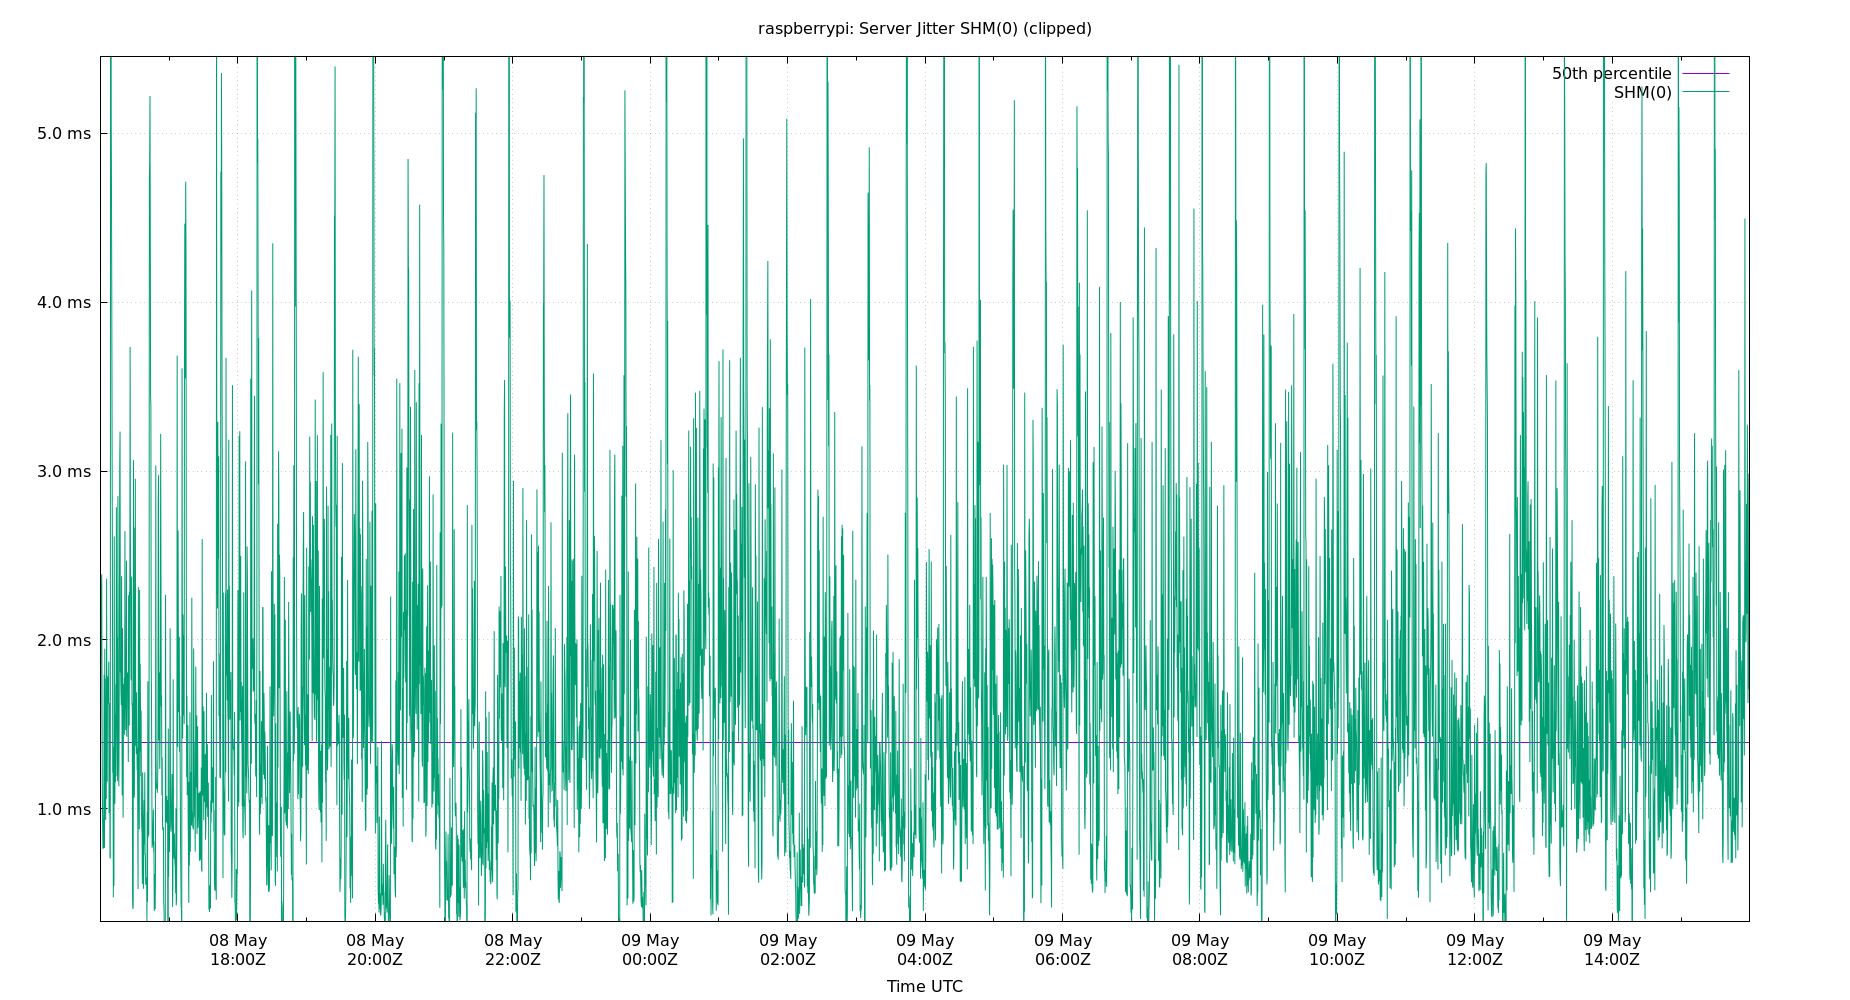 raspberrypi: Server Jitter SHM(0) (clipped)
50th percentile
SHM(0)
5.0 ms
4.0 ms
3.0 ms
2.0 ms
1.0 ms
08 May 08 May 08 May 09 May 09 May 09 May 09 May 09 May 09 May 09 May 09 May
18:00Z 20:00Z 22:00Z 00:00Z 02:00Z 04:00Z 06:00Z 08:00Z 10:00Z 12:00Z 14:00Z
Time UTC